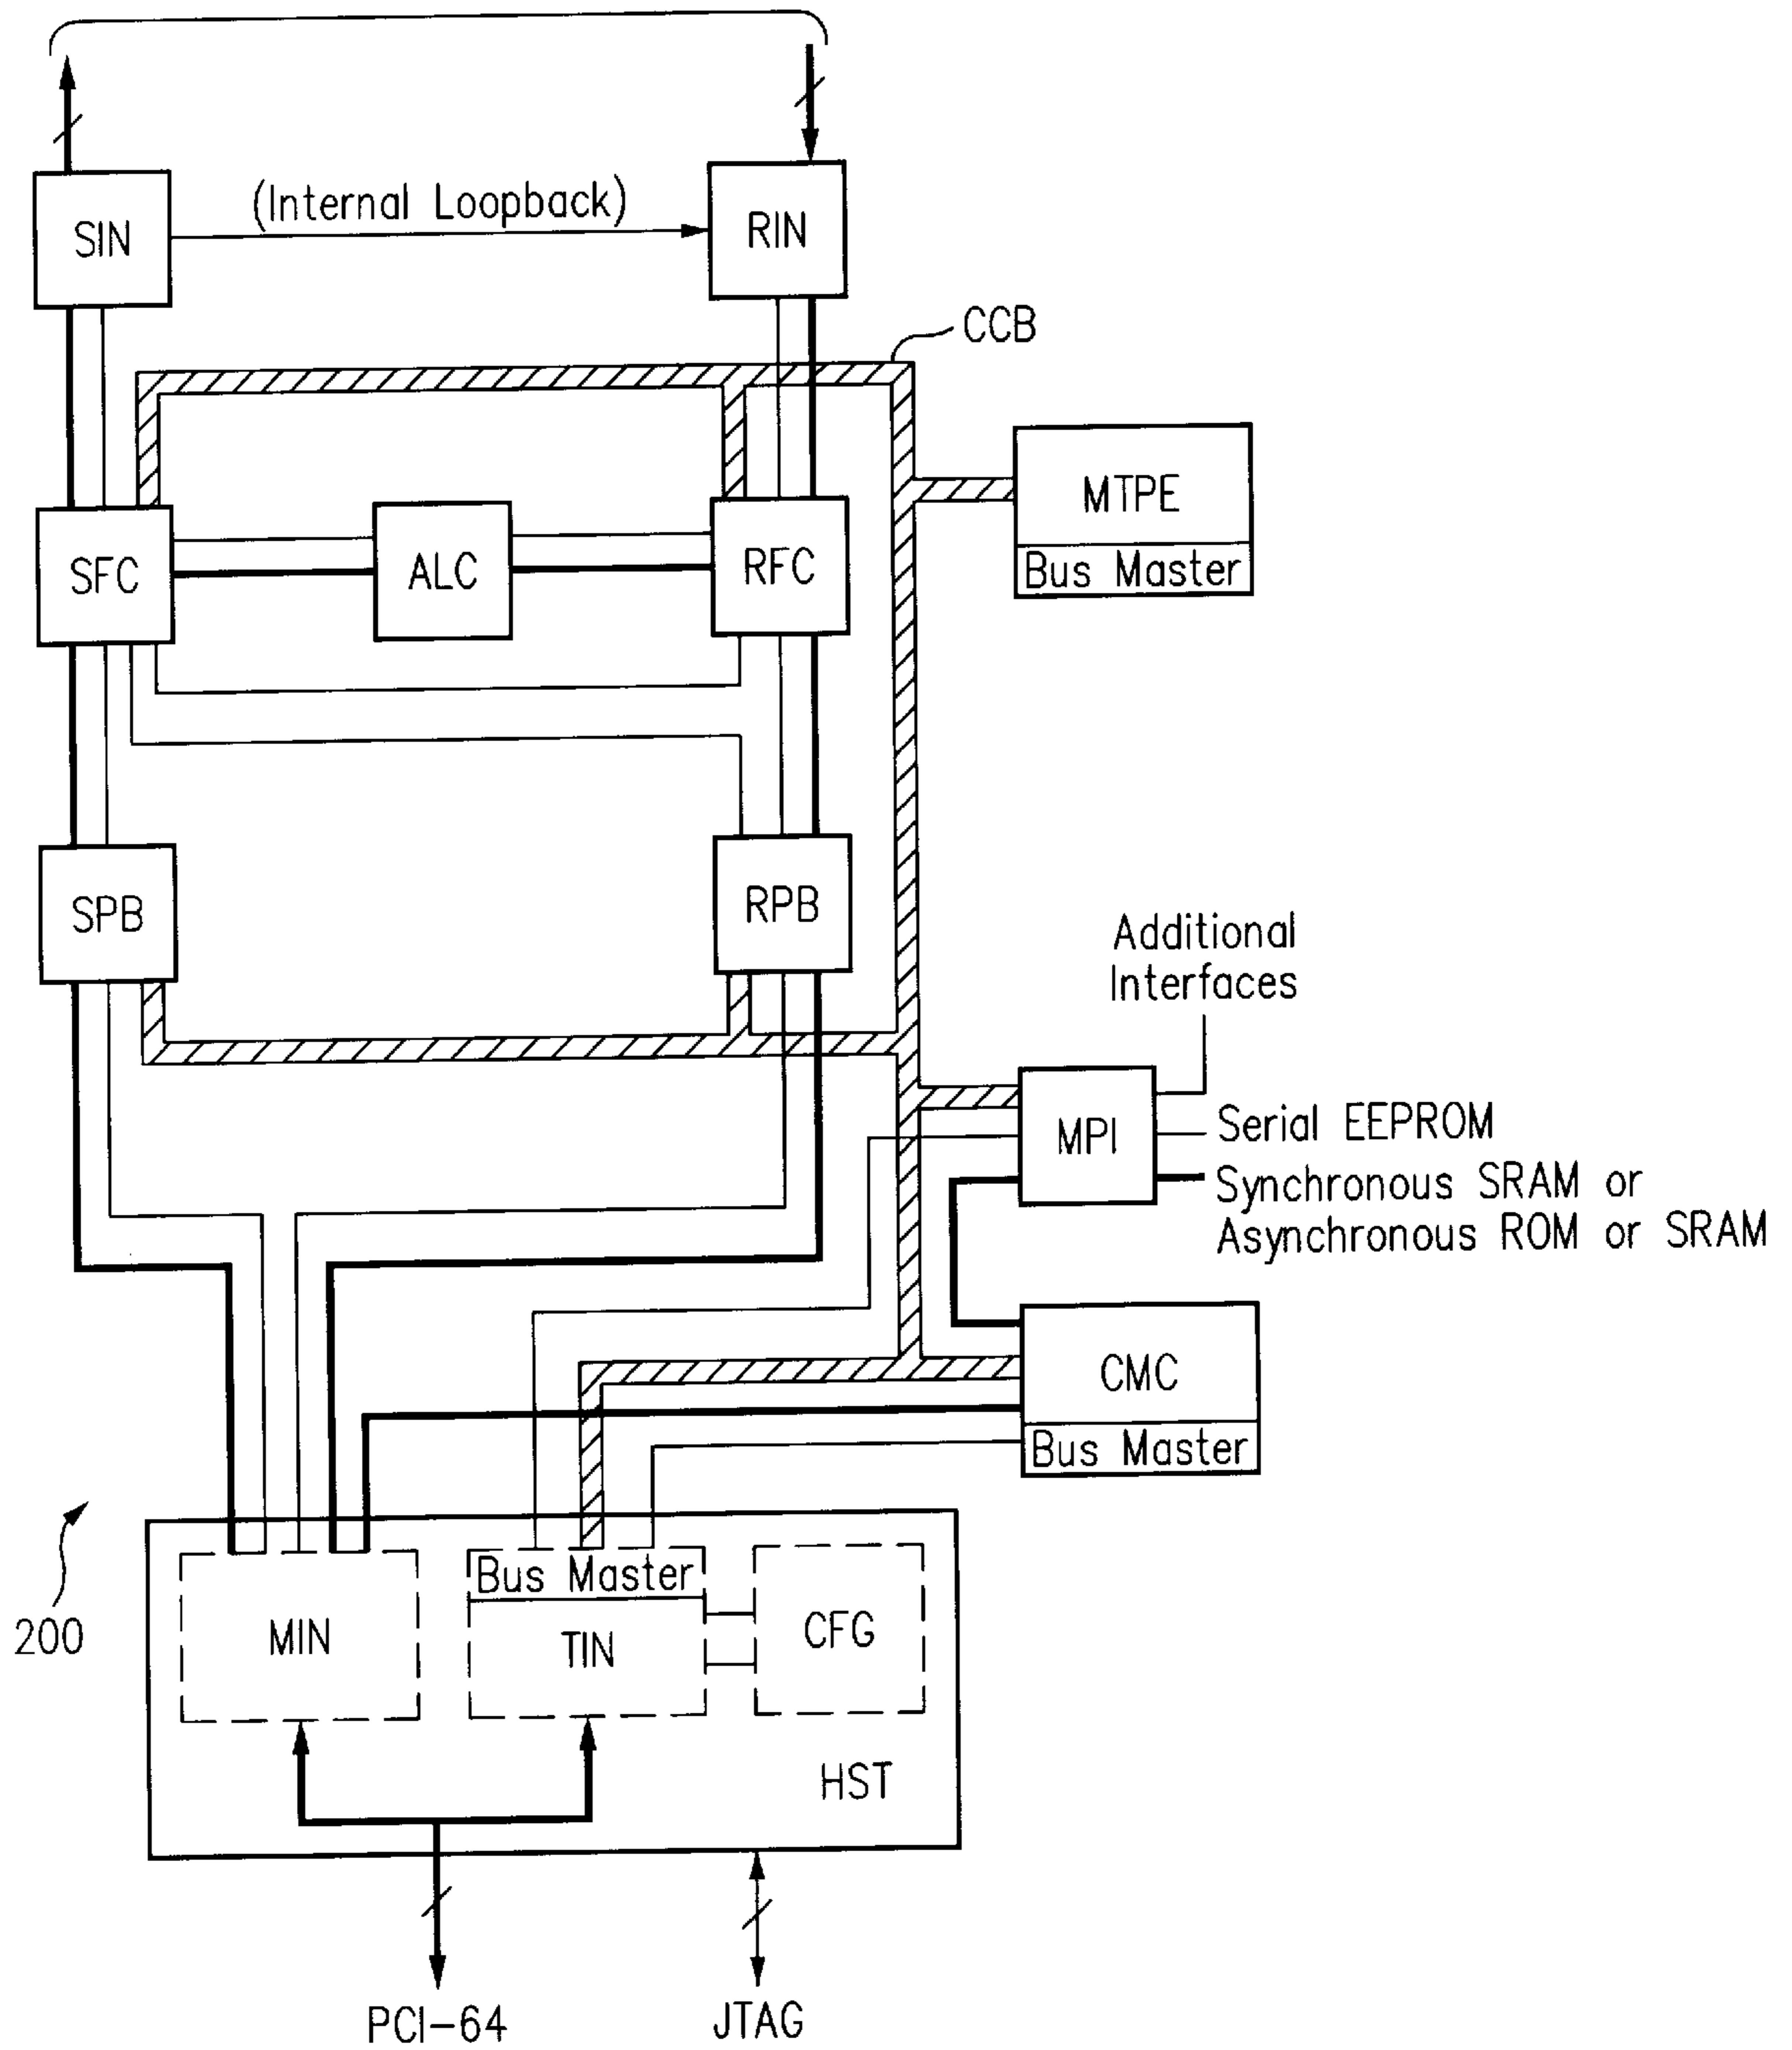 (Internal Loopback)
SIN
RIN
CCB
MTPE
Bus Master
SFC
ALC
RFC
SPB
RPB
Additional
Interfaces
MPI
Serial EEPROM
Synchronous SRAM or
Asynchronous ROM or SRAM
CMC
Bus Master
200
Bus Master
MIN
TIN
CFG
HST
PCI-64
JTAG